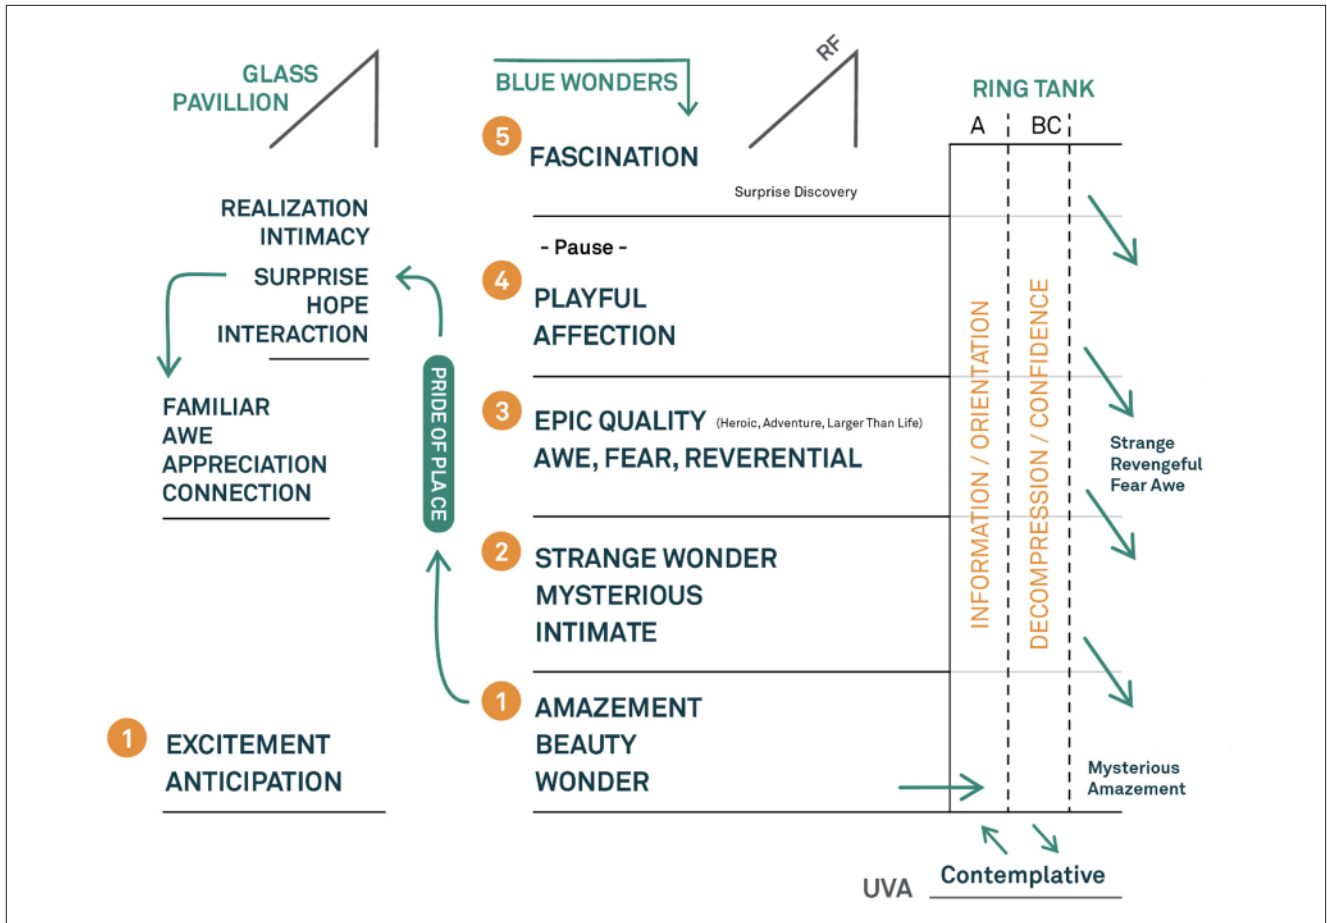 GLASS
PAVILLION
BLUE WONDERS
RF
RING TANK
A
BC
5
FASCINATION
Surprise Discovery
REALIZATION
INTIMACY
SURPRISE
HOPE
INTERACTION
- Pause -
4
PLAYFUL
AFFECTION
FAMILIAR
AWE
APPRECIATION
CONNECTION
PRIDE OF PLA CE
3
EPIC QUALITY (Heroic, Adventure, Larger Than Life)
AWE, FEAR, REVERENTIAL
INFORMATION / ORIENTATION
DECOMPRESSION / CONFIDENCE
Strange
Revengeful
Fear Awe
2
STRANGE WONDER
MYSTERIOUS
INTIMATE
1
EXCITEMENT
ANTICIPATION
1
AMAZEMENT
BEAUTY
WONDER
Mysterious
Amazement
UVA
Contemplative